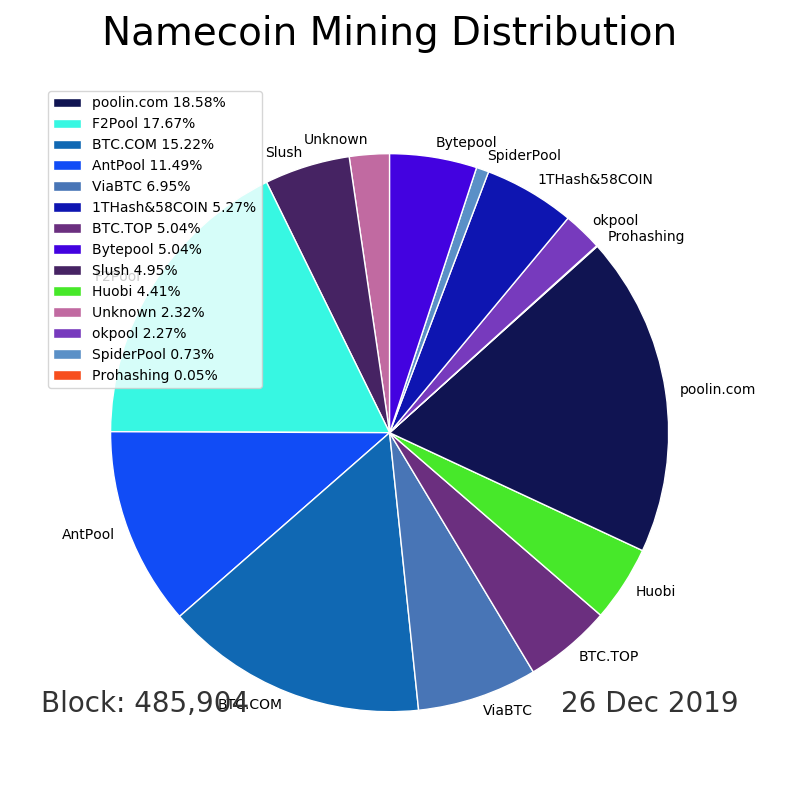 Namecoin Mining Distribution
poolin.com 18.58%
F2Pool 17.67%
BTC.COM 15.22%
AntPool 11.49%
ViaBTC 6.95%
1THash&58COIN 5.27%
BTC.TOP 5.04%
Bytepool 5.04%
Slush 4.95%
Huobi 4.41%
Unknown 2.32%
okpool 2.27%
SpiderPool 0.73%
Prohashing 0.05%
Unknown
Slush
Bytepool
SpiderPool
1THash&58COIN
okpool
Prohashing
F2Pool
poolin.com
AntPool
Huobi
BTC.TOP
BTC.COM
ViaBTC
Block: 485,904
26 Dec 2019